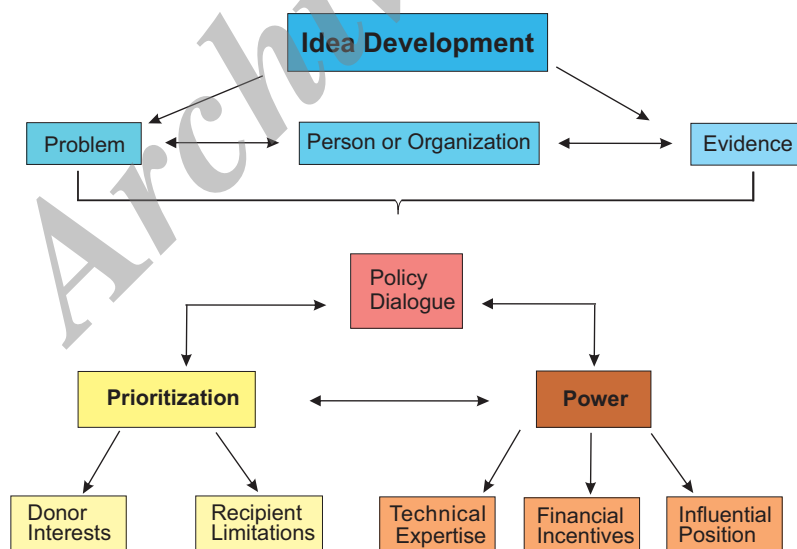 Idea Development
Problem
Person or Organization
Evidence
Policy
Dialogue
Prioritization
Power
Donor
Interests
Recipient
Limitations
Technical
Expertise
Financial
Incentives
Influential
Position